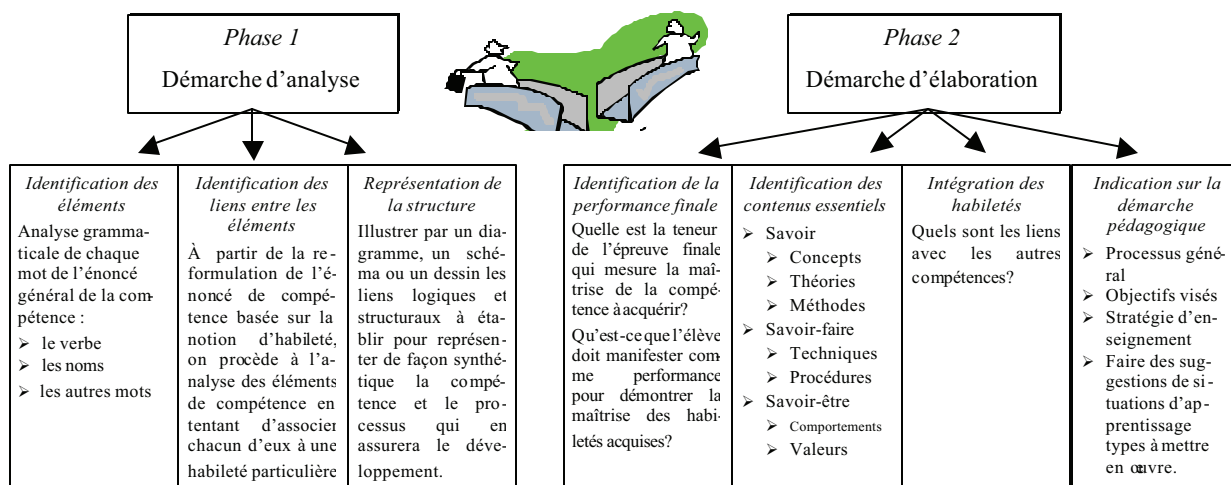 Phase 1
Démarche d'analyse
Phase 2
Démarche d'élaboration
Identification des
éléments
Analyse gramma-
ticale de chaque
mot de l'énoncé
général de la com-
pétence :
➢ le verbe
➢ les noms
➢ les autres mots
Identification des
liens entre les
éléments
À partir de la re-
formulation de l'é-
noncé de compé-
tence basée sur la
notion d'habileté,
on procède à l'a-
nalyse des éléments
de compétence en
tentant d'associer
chacun d'eux à une
habileté particulière
Représentation de
la structure
Illustrer par un dia-
gramme, un sché-
ma ou un dessin les
liens logiques et
structuraux à éta-
blir pour représen-
ter de façon synthé-
tique la compé-
tence et le pro-
cessus qui en
assurera le déve-
loppement.
Identification de la
performance finale
Quelle est la teneur
de l'épreuve finale
qui mesure la maî-
trise de la compé-
tence à acquérir?
Qu'est-ce que l'élève
doit manifester com-
me performance
pour démontrer la
maîtrise des habi-
letés acquises?
Identification des
contenus essentiels
➢ Savoir
➢ Concepts
➢ Théories
➢ Méthodes
➢ Savoir-faire
➢ Techniques
➢ Procédures
➢ Savoir-être
➢ Comportements
➢ Valeurs
Intégration des
habiletés
Quels sont les liens
avec les autres
compétences?
Indication sur la
démarche
pédagogique
➢ Processus géné-
ral
➢ Objectifs visés
➢ Stratégie d'en-
seignement
➢ Faire des sug-
gestions de si-
tuations d'ap-
prentissage
types à mettre
en œuvre.